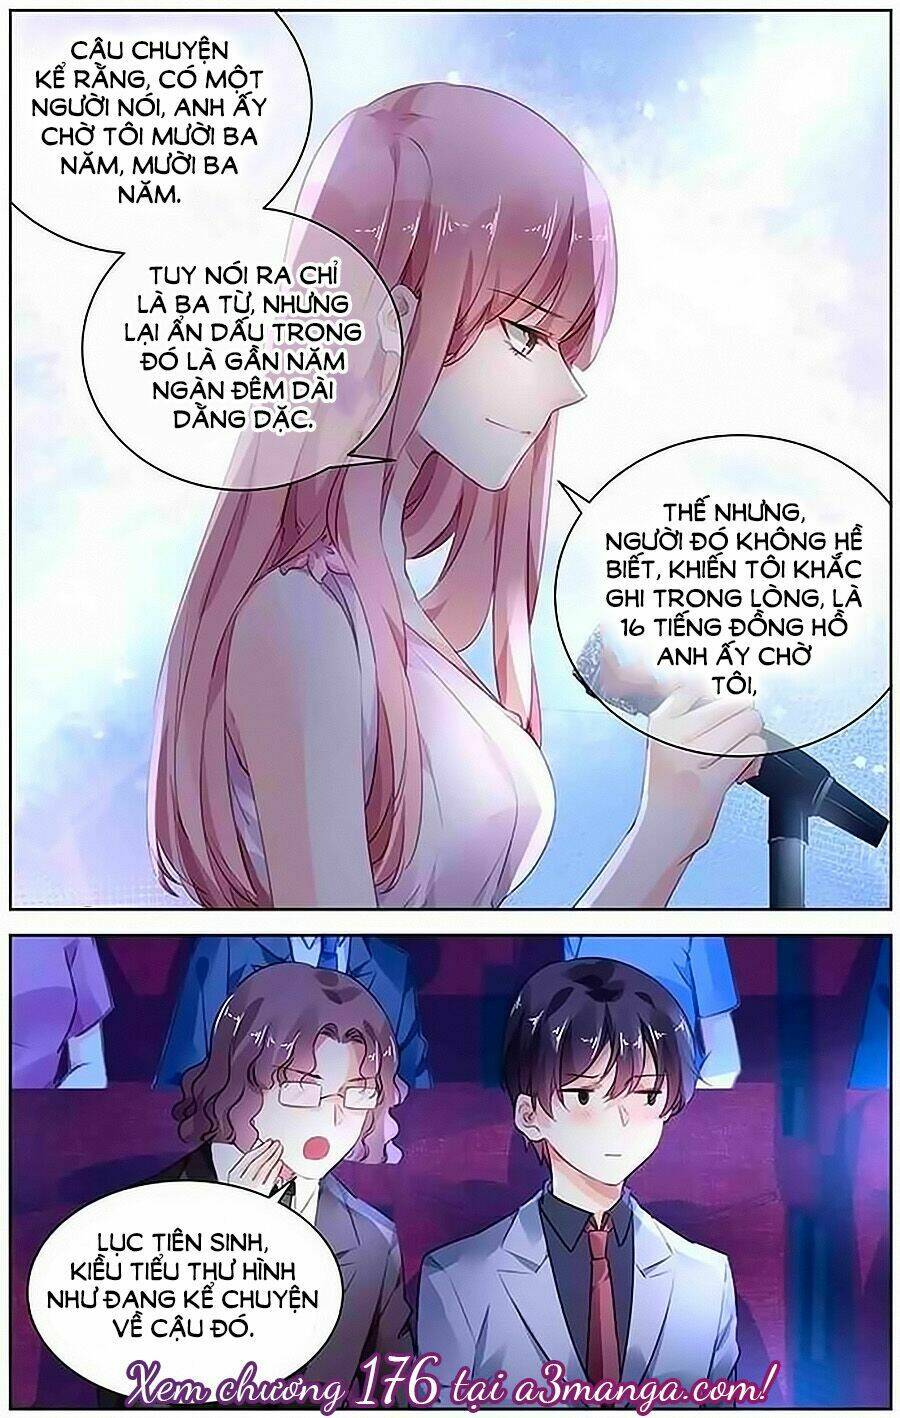 CÂU CHUYỆN
KỂ RẰNG, CÓ MỘT
NGƯỜI NÓI, ANH ẤY
CHỜ TÔI MƯỜI BA
NĂM, MƯỜI BA
NĂM.
TUY NÓI RA CHỈ
LÀ BA TỪ, NHƯNG
LẠI ẨN DẤU TRONG
ĐÓ LÀ GẦN NĂM
NGÀN ĐÊM DÀI
DẰNG DẶC.
THẾ NHƯNG,
NGƯỜI ĐÓ KHÔNG HỀ
BIẾT, KHIẾN TÔI KHẮC
GHI TRONG LÒNG, LÀ
16 TIẾNG ĐỒNG HỒ
ANH ẤY CHỜ
TÔI,
LỤC TIÊN SINH,
KIỀU TIỂU THƯ HÌNH
NHƯ ĐANG KỂ CHUYỆN
VỀ CẬU ĐÓ.
Xem chương 176 tại a3manga.com!